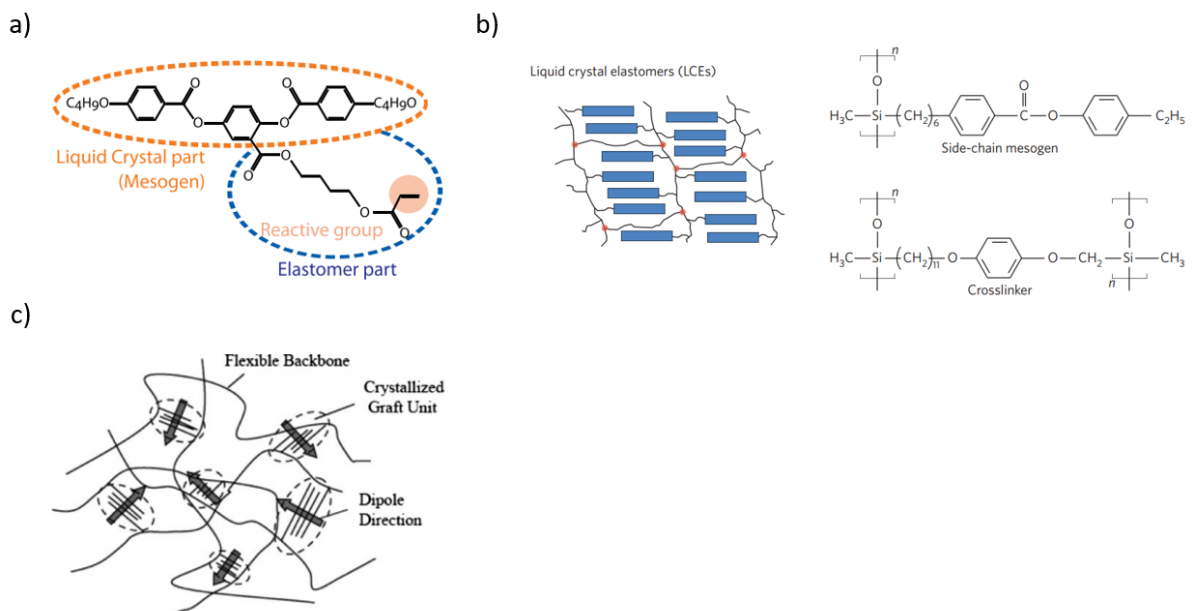 a)
C4H9O
O
O
O
O
C4H9O
Liquid Crystal part
(Mesogen)
O
O
O
Reactive group
O
Elastomer part
b)
Liquid crystal elastomers (LCEs)
n
O
H₃C—Si—(CH₂)₆
O
O
C₂H₅
Side-chain mesogen
n
O
H₃C—Si—(CH₂)₁₁—O
O—CH₂—Si—CH₃
O
n
Crosslinker
c)
Flexible Backbone
Crystallized
Graft Unit
Dipole
Direction